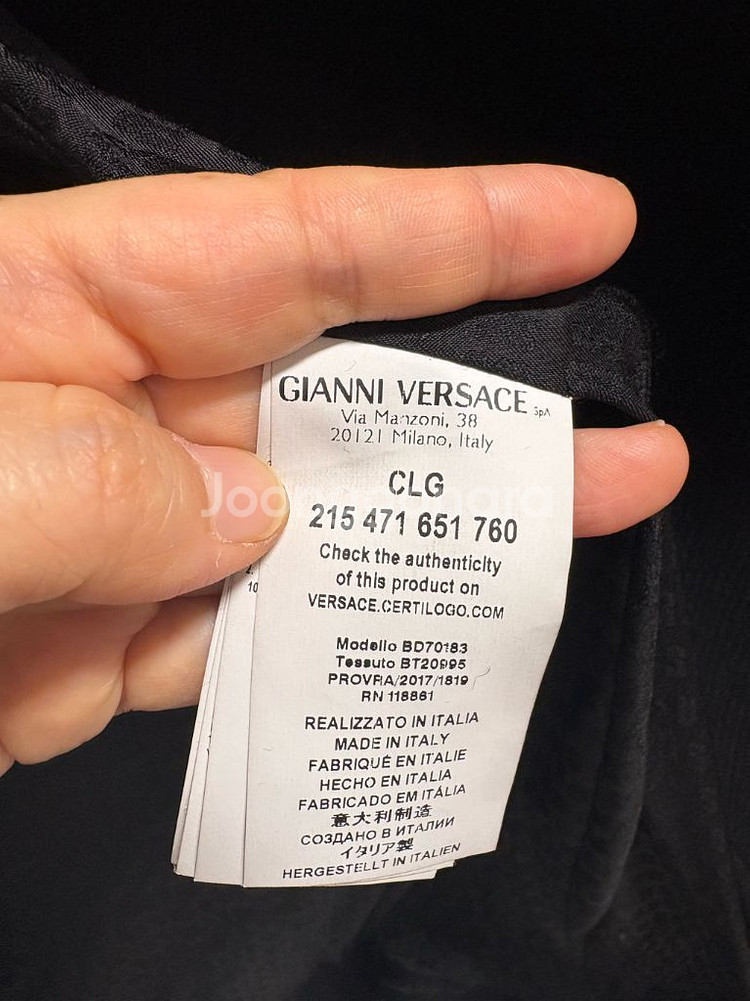 GIANNI VERSACE SpA
Via Manzoni, 38
20121 Milano, Italy
CLG
215 471 651 760
Check the authenticity
of this product on
VERSACE.CERTILOGO.COM
10
Modello BD70183
Tessuto BT20995
PROVRA/2017/1819
RN 118861
REALIZZATO IN ITALIA
MADE IN ITALY
FABRIQUÉ EN ITALIE
HECHO EN ITALIA
FABRICADO EM ITÁLIA
意大利制造
СОЗДАНО В ИТАЛИИ
イタリア製
HERGESTELLT IN ITALIEN